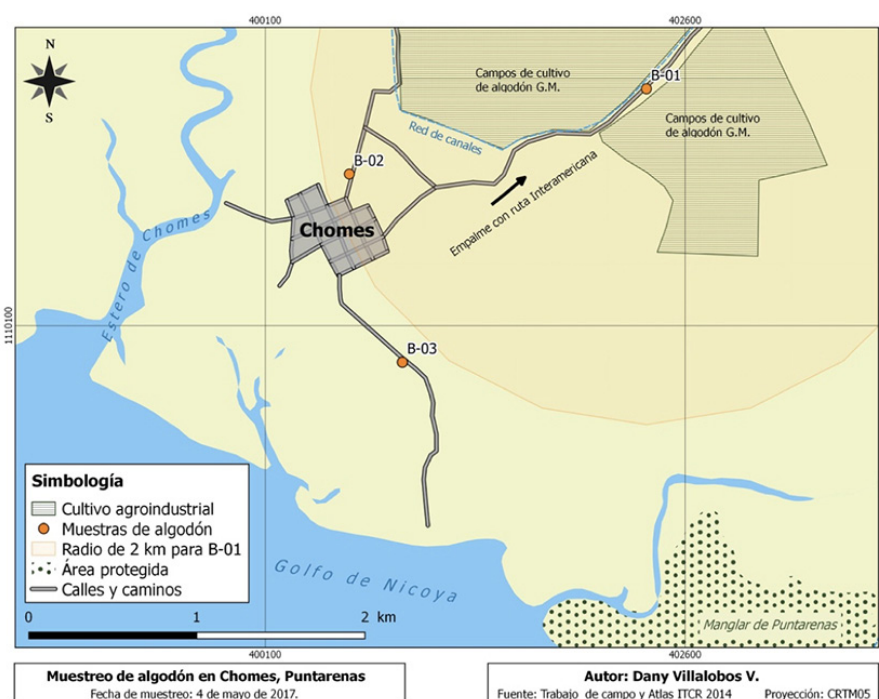 400100
402600
N
S
Campos de cultivo
de algodón G.M.
B-01
Campos de cultivo
de algodón G.M.
Red de canales
B-02
Empalme con ruta Interamericana
Chomes
Estero de Chomes
1110100
1110100
B-03
Simbología
Cultivo agroindustrial
Muestras de algodón
Radio de 2 km para B-01
Área protegida
Calles y caminos
0 1 2 km
Golfo de Nicoya
Manglar de Puntarenas
400100
402600
Muestreo de algodón en Chomes, Puntarenas
Fecha de muestreo: 4 de mayo de 2017.
Autor: Dany Villalobos V.
Fuente: Trabajo de campo y Atlas ITCR 2014 Proyección: CRTM05